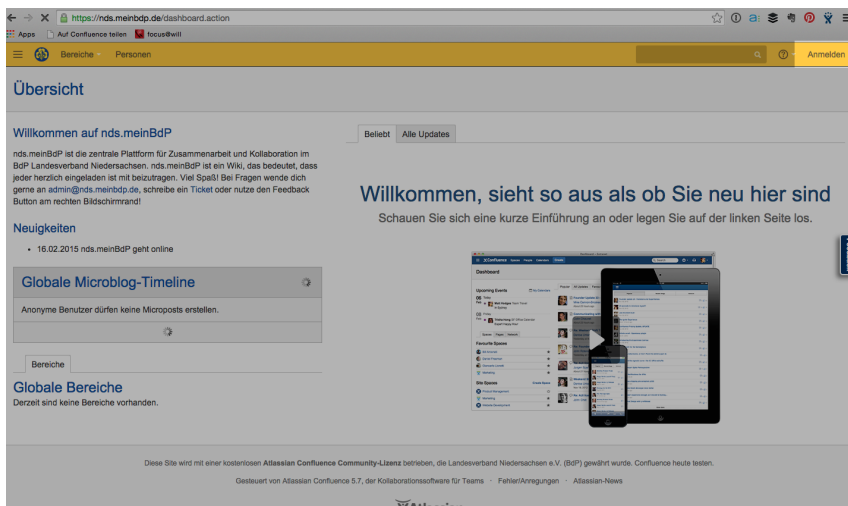 https://nds.meinbdp.de/dashboard.action
Apps Auf Confluence teilen focus@will
Bereiche Personen Anmelden
Übersicht
Willkommen auf nds.meinBdP
nds.meinBdP ist die zentrale Plattform für Zusammenarbeit und Kollaboration im
BdP Landesverband Niedersachsen. nds.meinBdP ist ein Wiki, das bedeutet, dass
jeder herzlich eingeladen ist mit beizutragen. Viel Spaß! Bei Fragen wende dich
gerne an admin@nds.meinbdp.de, schreibe ein Ticket oder nutze den Feedback
Button am rechten Bildschirmrand!
Neuigkeiten
• 16.02.2015 nds.meinBdP geht online
Globale Microblog-Timeline
Anonyme Benutzer dürfen keine Microposts erstellen.
Bereiche
Globale Bereiche
Derzeit sind keine Bereiche vorhanden.
Beliebt Alle Updates
Willkommen, sieht so aus als ob Sie neu hier sind
Schauen Sie sich eine kurze Einführung an oder legen Sie auf der linken Seite los.
Confluence
Dashboard
Upcoming Events
Favourite Spaces
Site Spaces
Diese Site wird mit einer kostenlosen Atlassian Confluence Community-Lizenz betrieben, die Landesverband Niedersachsen e.V. (BdP) gewährt wurde. Confluence heute testen.
Gesteuert von Atlassian Confluence 5.7, der Kollaborationssoftware für Teams · Fehler/Anregungen · Atlassian-News